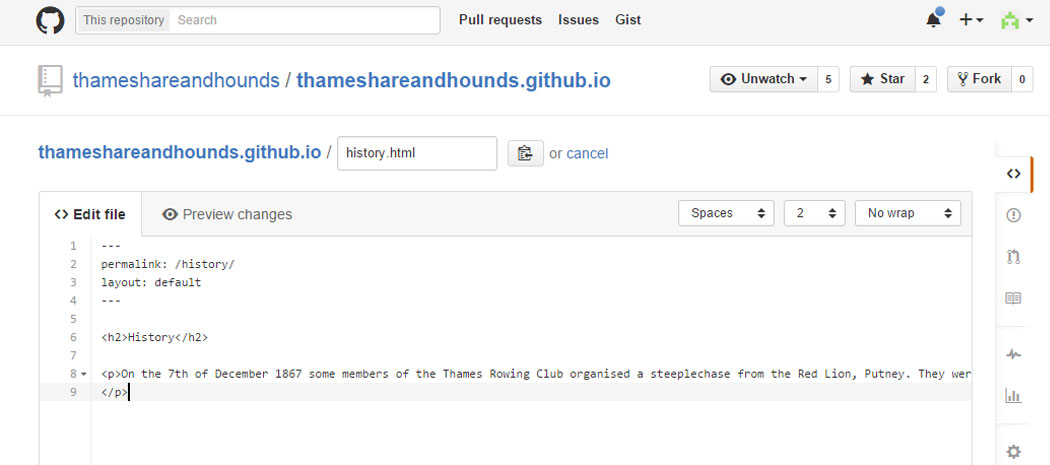 This repository Search Pull requests Issues Gist
thameshareandhounds / thameshareandhounds.github.io Unwatch 5 Star 2 Fork 0
thameshareandhounds.github.io / history.html or cancel
<> Edit file Preview changes Spaces 2 No wrap
1 ---
2 permalink: /history/
3 layout: default
4 ---
5
6 <h2>History</h2>
7
8 <p>On the 7th of December 1867 some members of the Thames Rowing Club organised a steeplechase from the Red Lion, Putney. They wer
9 </p>